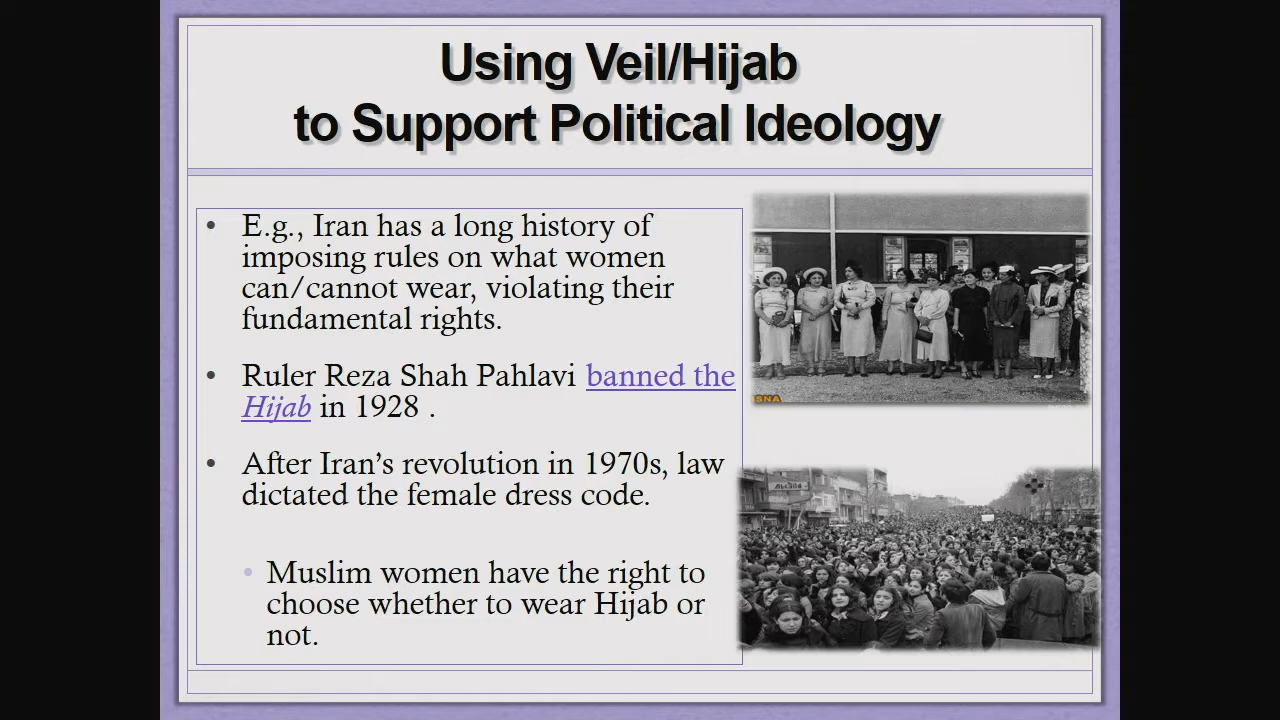 Using Veil/Hijab
to Support Political Ideology
• E.g., Iran has a long history of
imposing rules on what women
can/cannot wear, violating their
fundamental rights.
• Ruler Reza Shah Pahlavi banned the
Hijab in 1928 .
• After Iran’s revolution in 1970s, law
dictated the female dress code.
• Muslim women have the right to
choose whether to wear Hijab or
not.
SNA